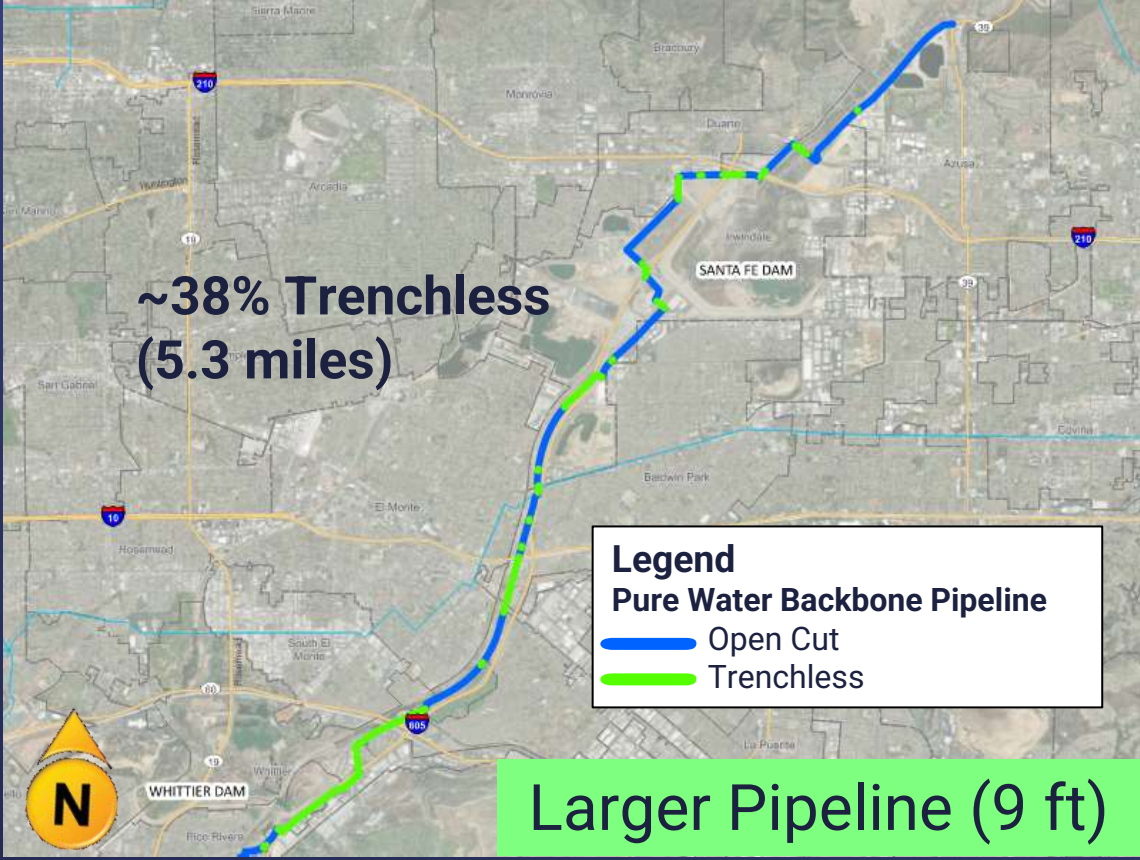 Sierra Madre
39
Bradbury
210
Monrovia
Rosemead
Duarte
Azusa
Huntington
Arcadia
San Marino
19
Irwindale
210
SANTA FE DAM
39
~38% Trenchless
(5.3 miles)
San Gabriel
Covina
Baldwin Park
El Monte
10
Rosemead
Legend
Pure Water Backbone Pipeline
Open Cut
Trenchless
South El
Monte
Rosemead
60
605
La Puente
19
Whittier
WHITTIER DAM
N
Larger Pipeline (9 ft)
Pico Rivera